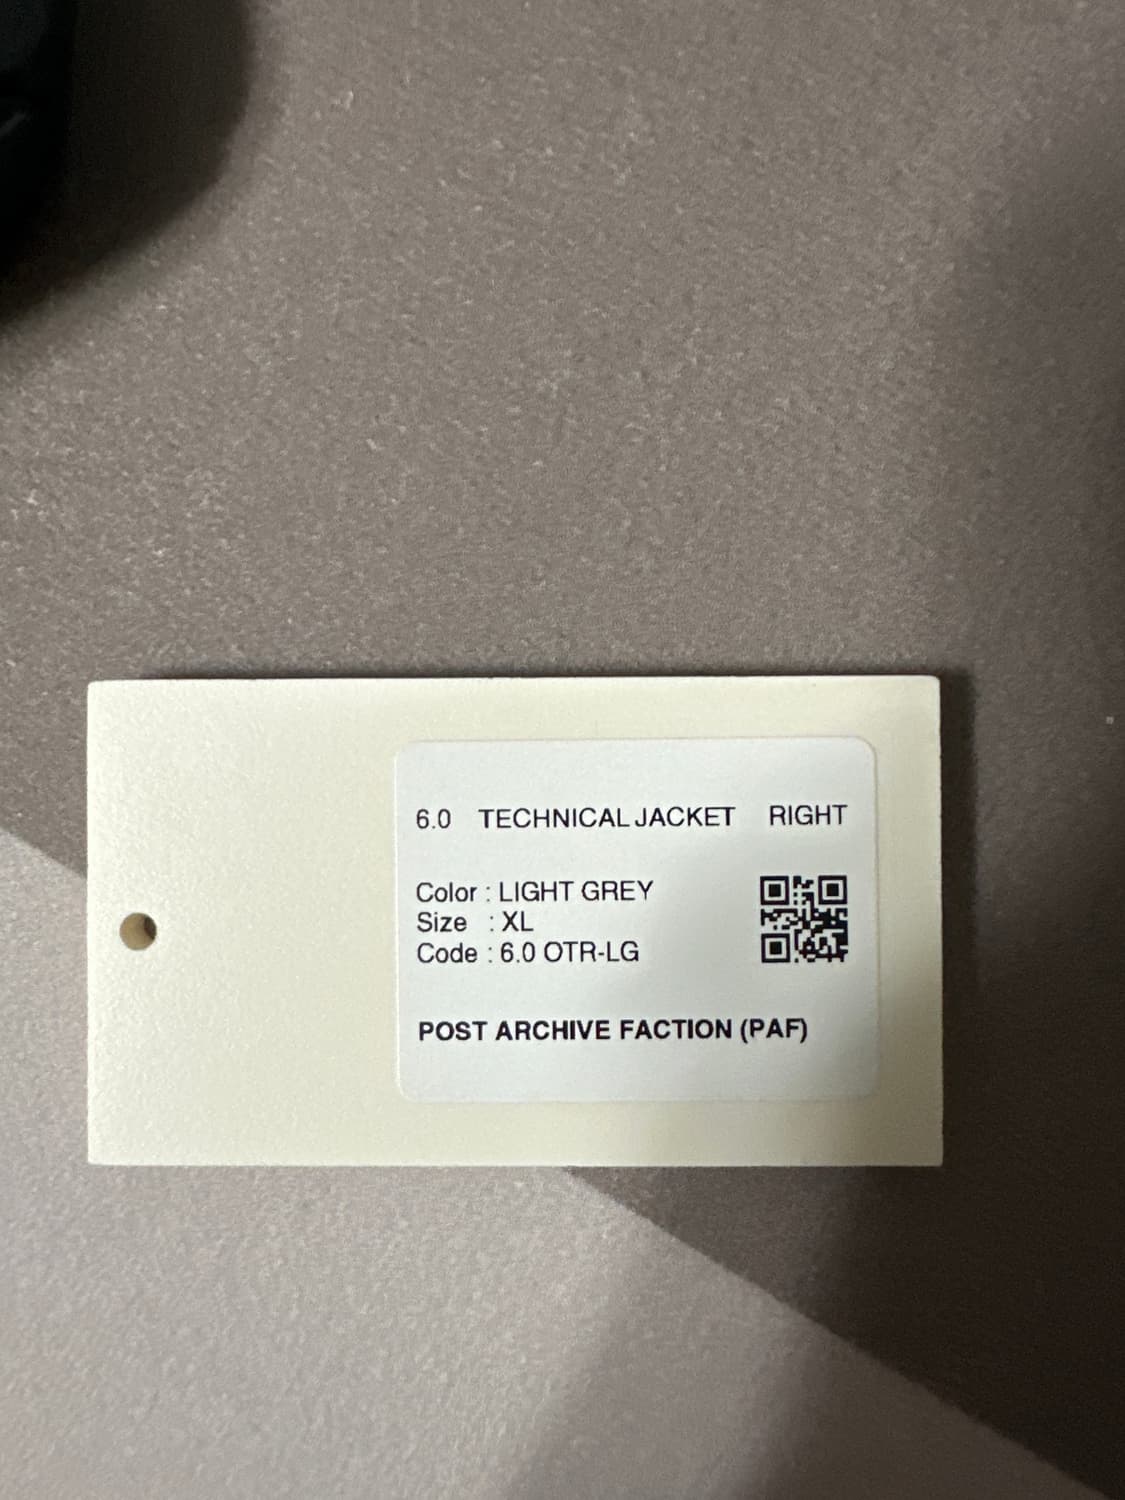 6.0 TECHNICAL JACKET RIGHT
Color : LIGHT GREY
Size : XL
Code : 6.0 OTR-LG
POST ARCHIVE FACTION (PAF)